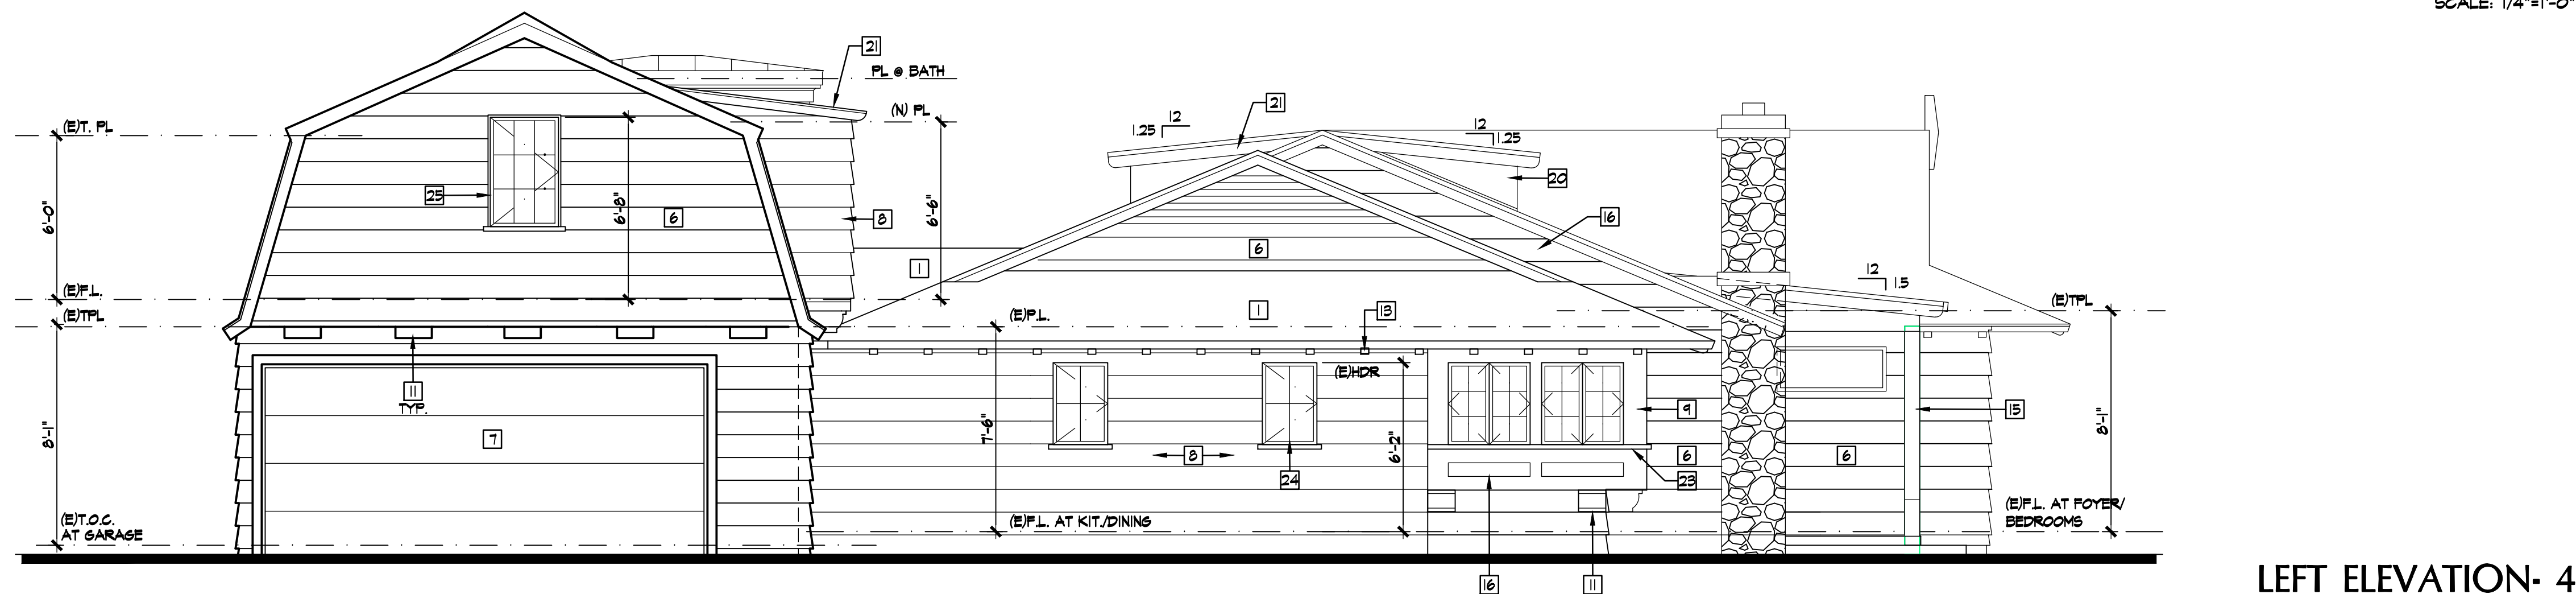 SCALE: 1/4"=1'-0"
21
PL @ BATH
(N) PL
(E)T. PL
25
6'-8"
6
8
6'-6"
6'-0"
1
(E)F.L.
(E)TPL
11
TYP.
7
8'-1"
(E)T.O.C.
AT GARAGE
12
1.25
21
12
1.25
20
16
6
1
13
(E)P.L.
(E)HDR
7'-6"
6'-2"
8
24
9
6
23
(E)F.L. AT KIT./DINING
16
11
12
1.5
(E)TPL
15
6
8'-1"
(E)F.L. AT FOYER/
BEDROOMS
LEFT ELEVATION- 4